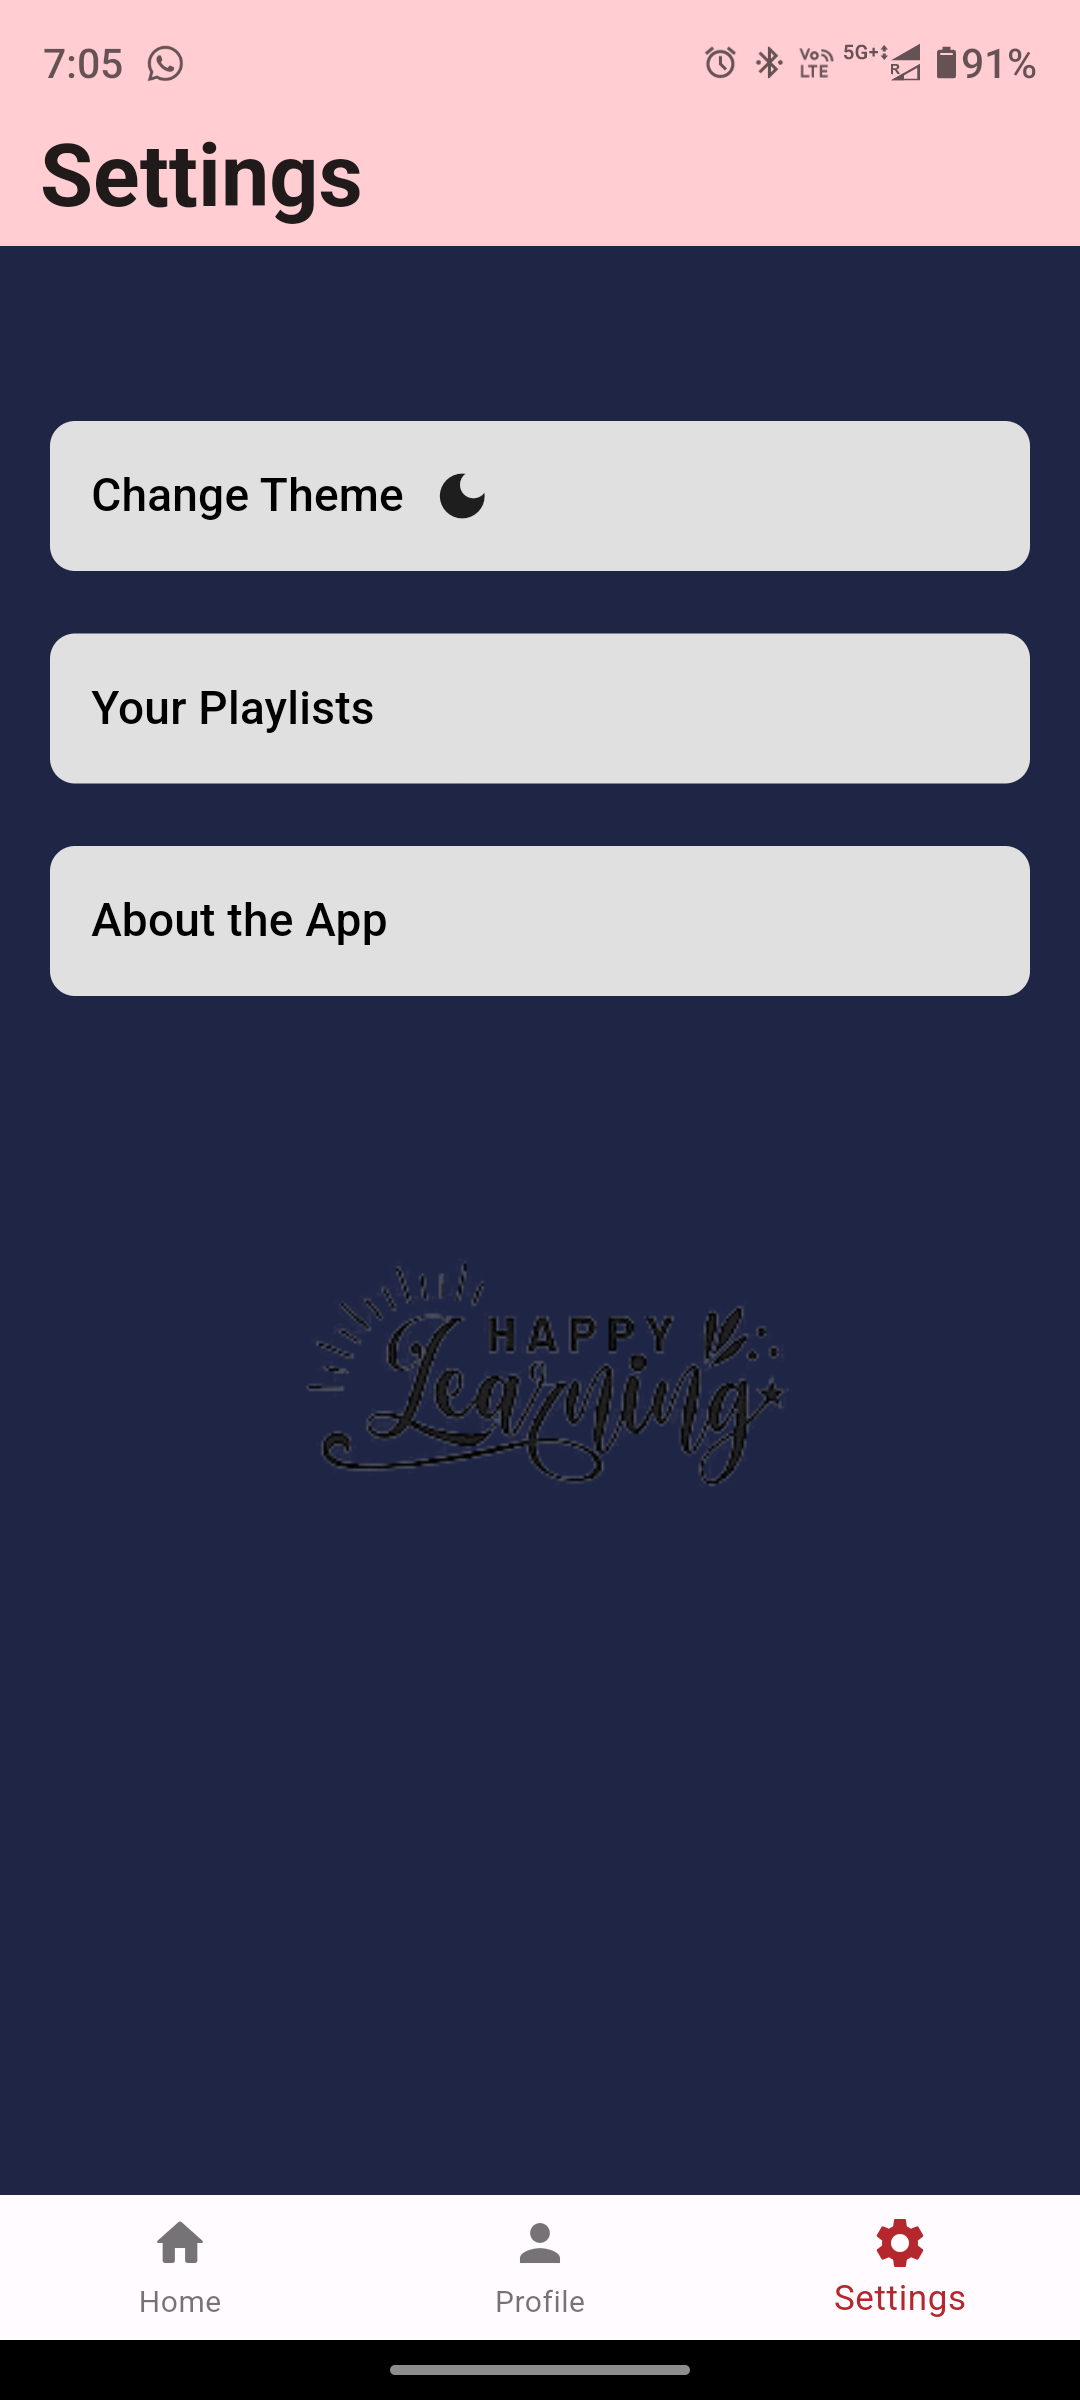 7:05 Vo LTE 5G+ R 91%
Settings
Change Theme
Your Playlists
About the App
HAPPY
Learning
Home Profile Settings